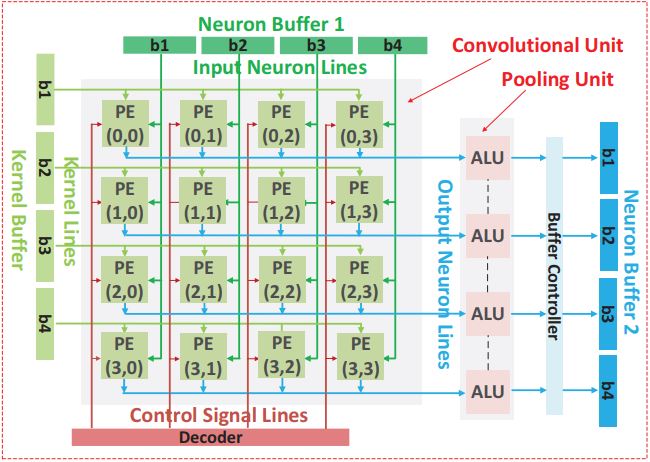 Neuron Buffer 1
b1 b2 b3 b4
Input Neuron Lines
Convolutional Unit
Pooling Unit
Kernel Buffer
b1
b2
b3
b4
Kernel Lines
PE (0,0)
PE (0,1)
PE (0,2)
PE (0,3)
PE (1,0)
PE (1,1)
PE (1,2)
PE (1,3)
PE (2,0)
PE (2,1)
PE (2,2)
PE (2,3)
PE (3,0)
PE (3,1)
PE (3,2)
PE (3,3)
Output Neuron Lines
ALU
ALU
ALU
ALU
Buffer Controller
b1
b2
b3
b4
Neuron Buffer 2
Control Signal Lines
Decoder